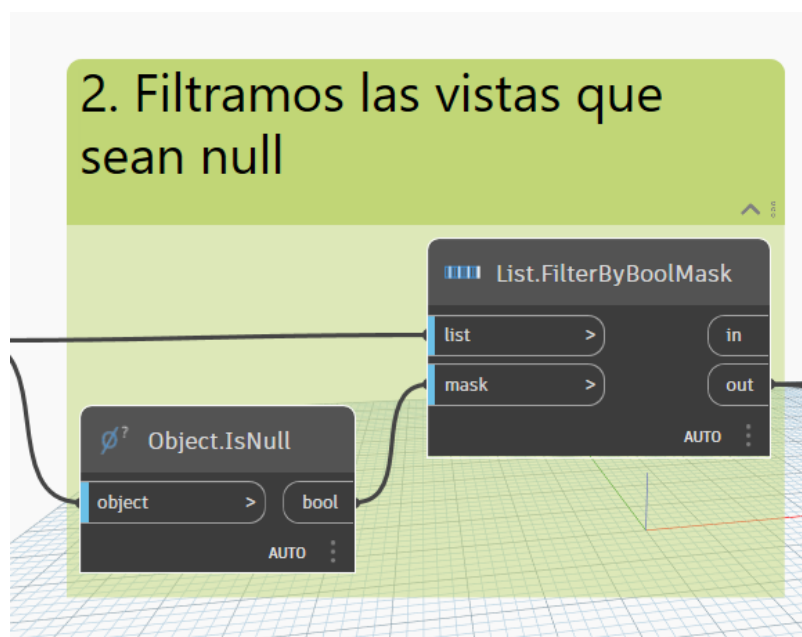 2. Filtramos las vistas que
sean null
List.FilterByBoolMask
list > in
mask > out
AUTO
Object.IsNull
object > bool
AUTO